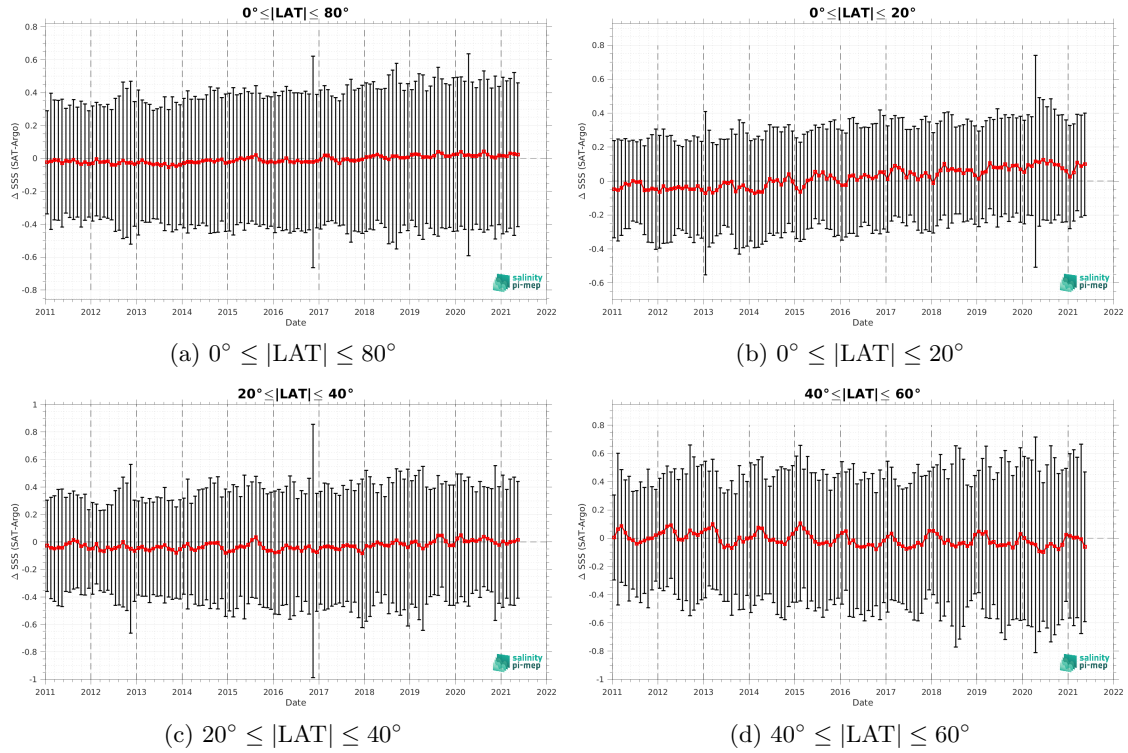 0°≤|LAT|≤ 80°
Δ SSS (SAT-Argo)
0.8
0.6
0.4
0.2
0
-0.2
-0.4
-0.6
-0.8
2011 2012 2013 2014 2015 2016 2017 2018 2019 2020 2021 2022
Date
salinity
pi-mep
(a) 0° ≤ |LAT| ≤ 80°
0°≤|LAT|≤ 20°
Δ SSS (SAT-Argo)
0.8
0.6
0.4
0.2
0
-0.2
-0.4
-0.6
2011 2012 2013 2014 2015 2016 2017 2018 2019 2020 2021 2022
Date
salinity
pi-mep
(b) 0° ≤ |LAT| ≤ 20°
20°≤|LAT|≤ 40°
Δ SSS (SAT-Argo)
1
0.8
0.6
0.4
0.2
0
-0.2
-0.4
-0.6
-0.8
-1
2011 2012 2013 2014 2015 2016 2017 2018 2019 2020 2021 2022
Date
salinity
pi-mep
(c) 20° ≤ |LAT| ≤ 40°
40°≤|LAT|≤ 60°
Δ SSS (SAT-Argo)
0.8
0.6
0.4
0.2
0
-0.2
-0.4
-0.6
-0.8
-1
2011 2012 2013 2014 2015 2016 2017 2018 2019 2020 2021 2022
Date
salinity
pi-mep
(d) 40° ≤ |LAT| ≤ 60°